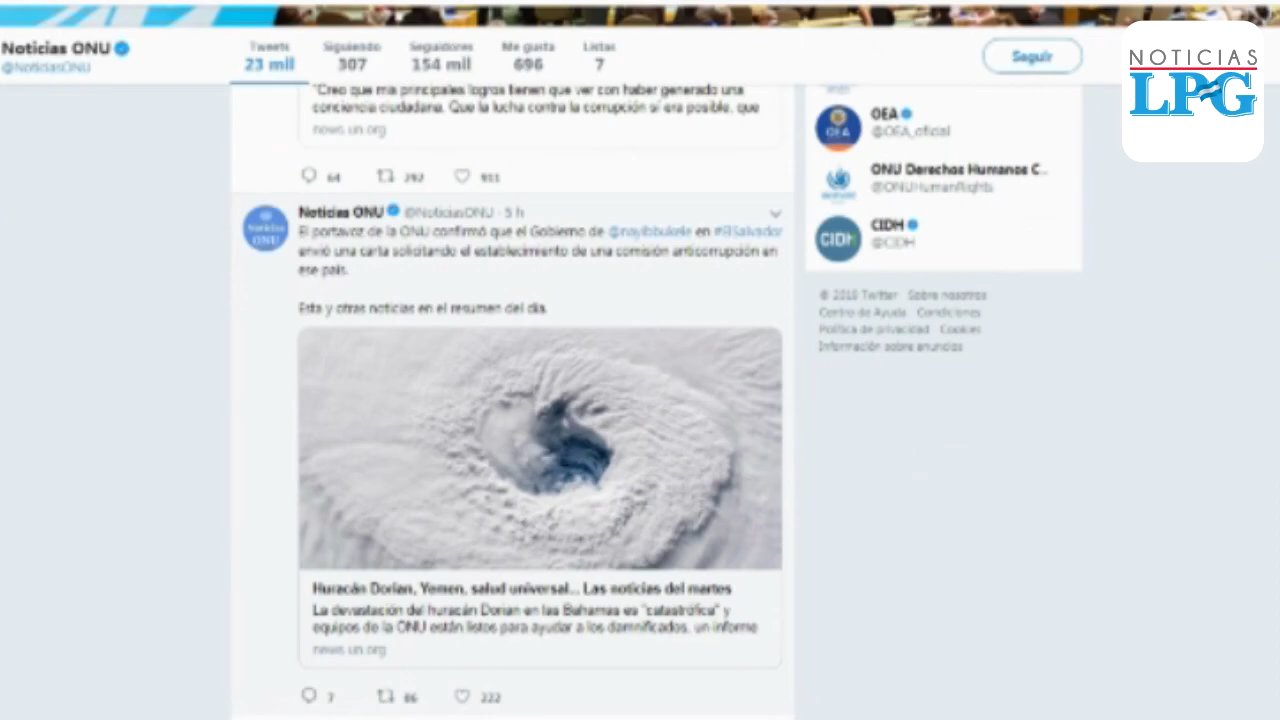 Noticias ONU
@NoticiasONU
Tweets
23 mil
Siguiendo
307
Seguidores
154 mil
Me gusta
696
Listas
7
Seguir
NOTICIAS
LPG
"Creo que mis principales logros tienen que ver con haber generado una
conciencia ciudadana. Que la lucha contra la corrupción sí era posible, que
news.un.org
64 292 911
Noticias ONU @NoticiasONU · 5 h
El portavoz de la ONU confirmó que el Gobierno de @nayibbukele en #ElSalvador
envió una carta solicitando el establecimiento de una comisión anticorrupción en
ese país.
Esta y otras noticias en el resumen del día.
Huracán Dorian, Yemen, salud universal... Las noticias del martes
La devastación del huracán Dorian en las Bahamas es "catastrófica" y
equipos de la ONU están listos para ayudar a los damnificados, un informe
news.un.org
7 86 222
OEA
@OEA_oficial
ONU Derechos Humanos C..
@ONUHumanRights
CIDH
@CIDH
© 2019 Twitter Sobre nosotros
Centro de Ayuda Condiciones
Política de privacidad Cookies
Información sobre anuncios